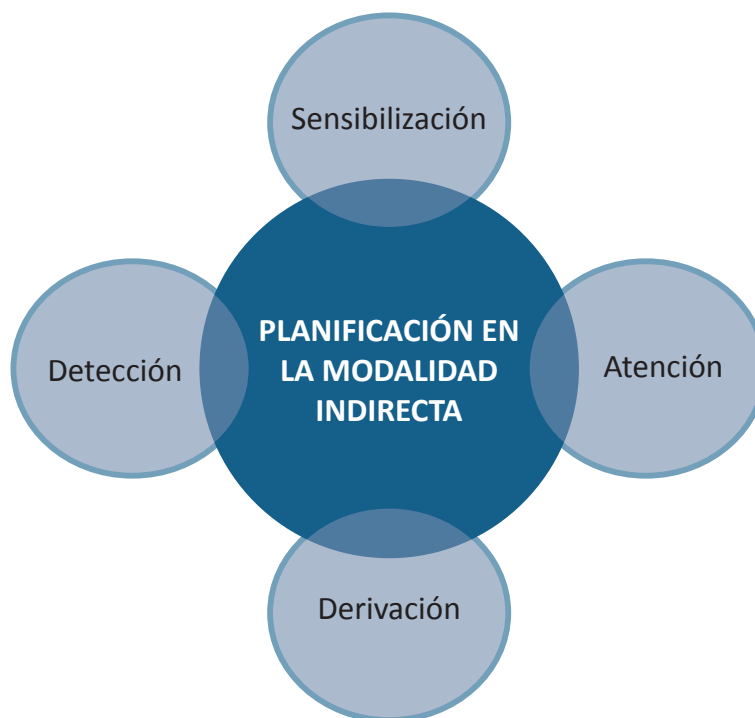 Sensibilización
Detección
PLANIFICACIÓN EN
LA MODALIDAD
INDIRECTA
Atención
Derivación